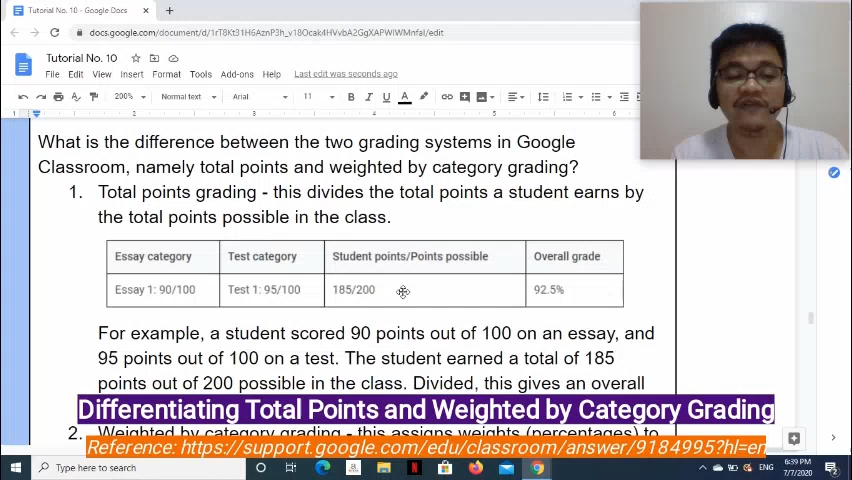 Tutorial No. 10 - Google Docs
docs.google.com/document/d/1rT8Kt31H6AznP3h_v18Ocak4HVvbA2GgXAPWIWMnfaI/edit
Tutorial No. 10
File Edit View Insert Format Tools Add-ons Help Last edit was seconds ago
200% Normal text Arial 11 B I U A
What is the difference between the two grading systems in Google
Classroom, namely total points and weighted by category grading?
1. Total points grading - this divides the total points a student earns by
the total points possible in the class.
Essay category Test category Student points/Points possible Overall grade
Essay 1: 90/100 Test 1: 95/100 185/200 92.5%
For example, a student scored 90 points out of 100 on an essay, and
95 points out of 100 on a test. The student earned a total of 185
points out of 200 possible in the class. Divided, this gives an overall
Differentiating Total Points and Weighted by Category Grading
2. Weighted by category grading - this assigns weights (percentages) to
Reference: https://support.google.com/edu/classroom/answer/9184995?hl=en
Type here to search
ENG
6:39 PM
7/7/2020